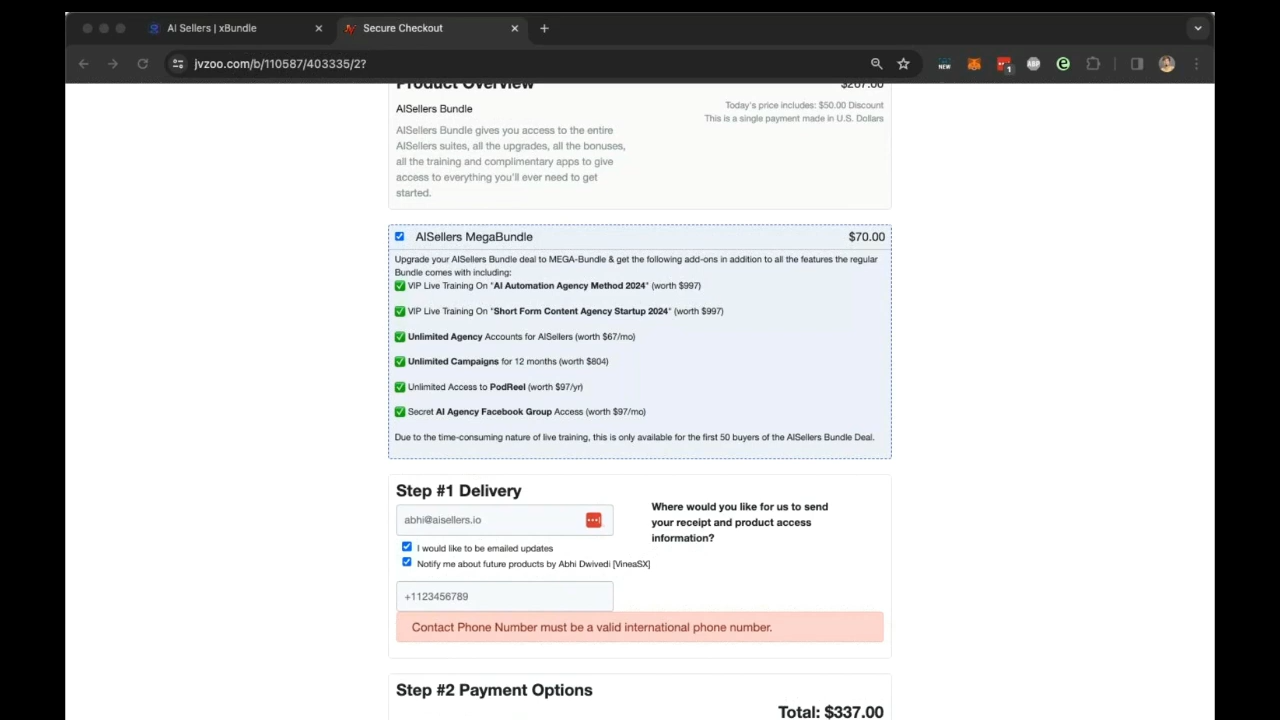 AI Sellers | xBundle
Secure Checkout
jvzoo.com/b/110587/403335/2?
NEW
1
ABP
Product Overview
$267.00
AISellers Bundle
Today's price includes: $50.00 Discount
This is a single payment made in U.S. Dollars
AISellers Bundle gives you access to the entire
AISellers suites, all the upgrades, all the bonuses,
all the training and complimentary apps to give
access to everything you'll ever need to get
started.
AISellers MegaBundle
$70.00
Upgrade your AISellers Bundle deal to MEGA-Bundle & get the following add-ons in addition to all the features the regular
Bundle comes with including:
✅ VIP Live Training On "AI Automation Agency Method 2024" (worth $997)
✅ VIP Live Training On "Short Form Content Agency Startup 2024" (worth $997)
✅ Unlimited Agency Accounts for AISellers (worth $67/mo)
✅ Unlimited Campaigns for 12 months (worth $804)
✅ Unlimited Access to PodReel (worth $97/yr)
✅ Secret AI Agency Facebook Group Access (worth $97/mo)
Due to the time-consuming nature of live training, this is only available for the first 50 buyers of the AISellers Bundle Deal.
Step #1 Delivery
abhi@aisellers.io
Where would you like for us to send
your receipt and product access
information?
I would like to be emailed updates
Notify me about future products by Abhi Dwivedi [VineaSX]
+1123456789
Contact Phone Number must be a valid international phone number.
Step #2 Payment Options
Total: $337.00